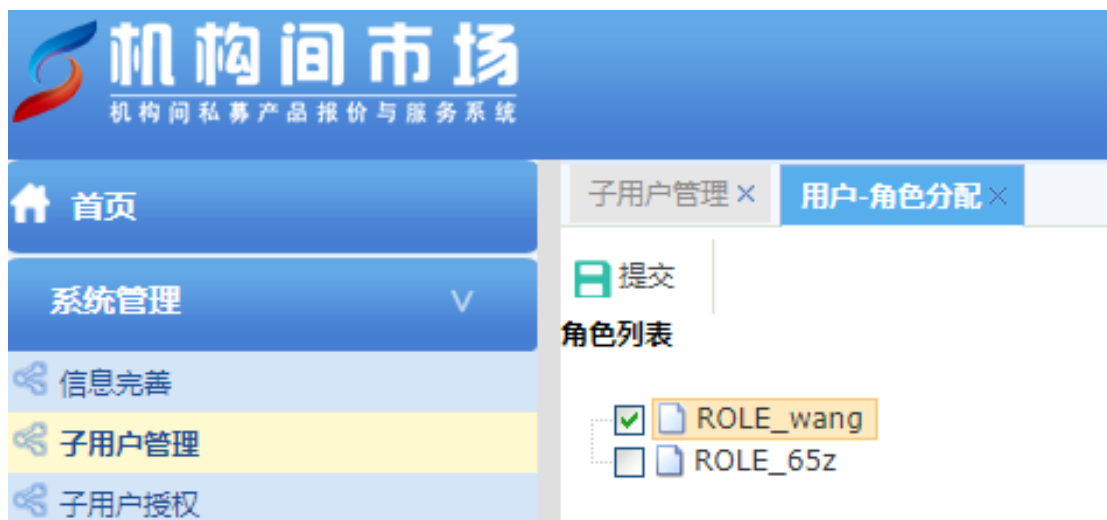 机构间市场
机构间私募产品报价与服务系统
首页
系统管理
信息完善
子用户管理
子用户授权
子用户管理 × 用户-角色分配 ×
提交
角色列表
ROLE_wang
ROLE_65z